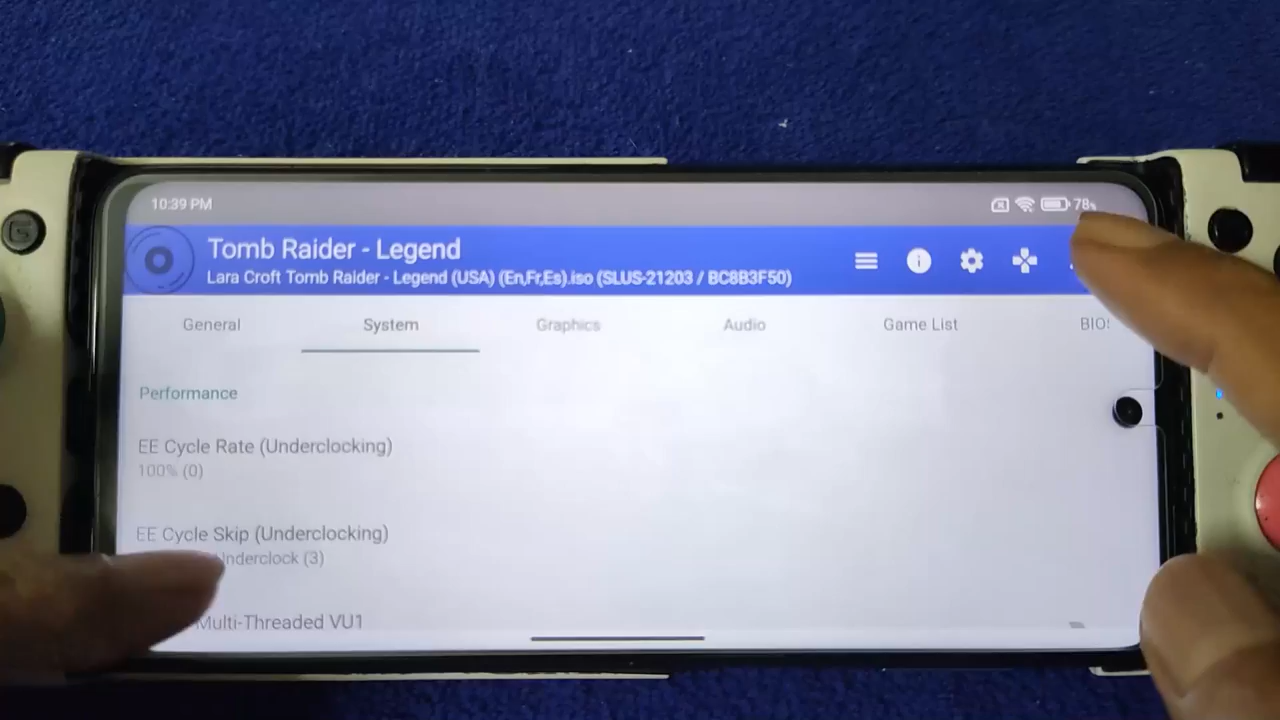 10:39 PM
78%
Tomb Raider - Legend
Lara Croft Tomb Raider - Legend (USA) (En,Fr,Es).iso (SLUS-21203 / BC8B3F50)
General System Graphics Audio Game List
Performance
EE Cycle Rate (Underclocking)
100% (0)
EE Cycle Skip (Underclocking)
Underclock (3)
Multi-Threaded VU1
S